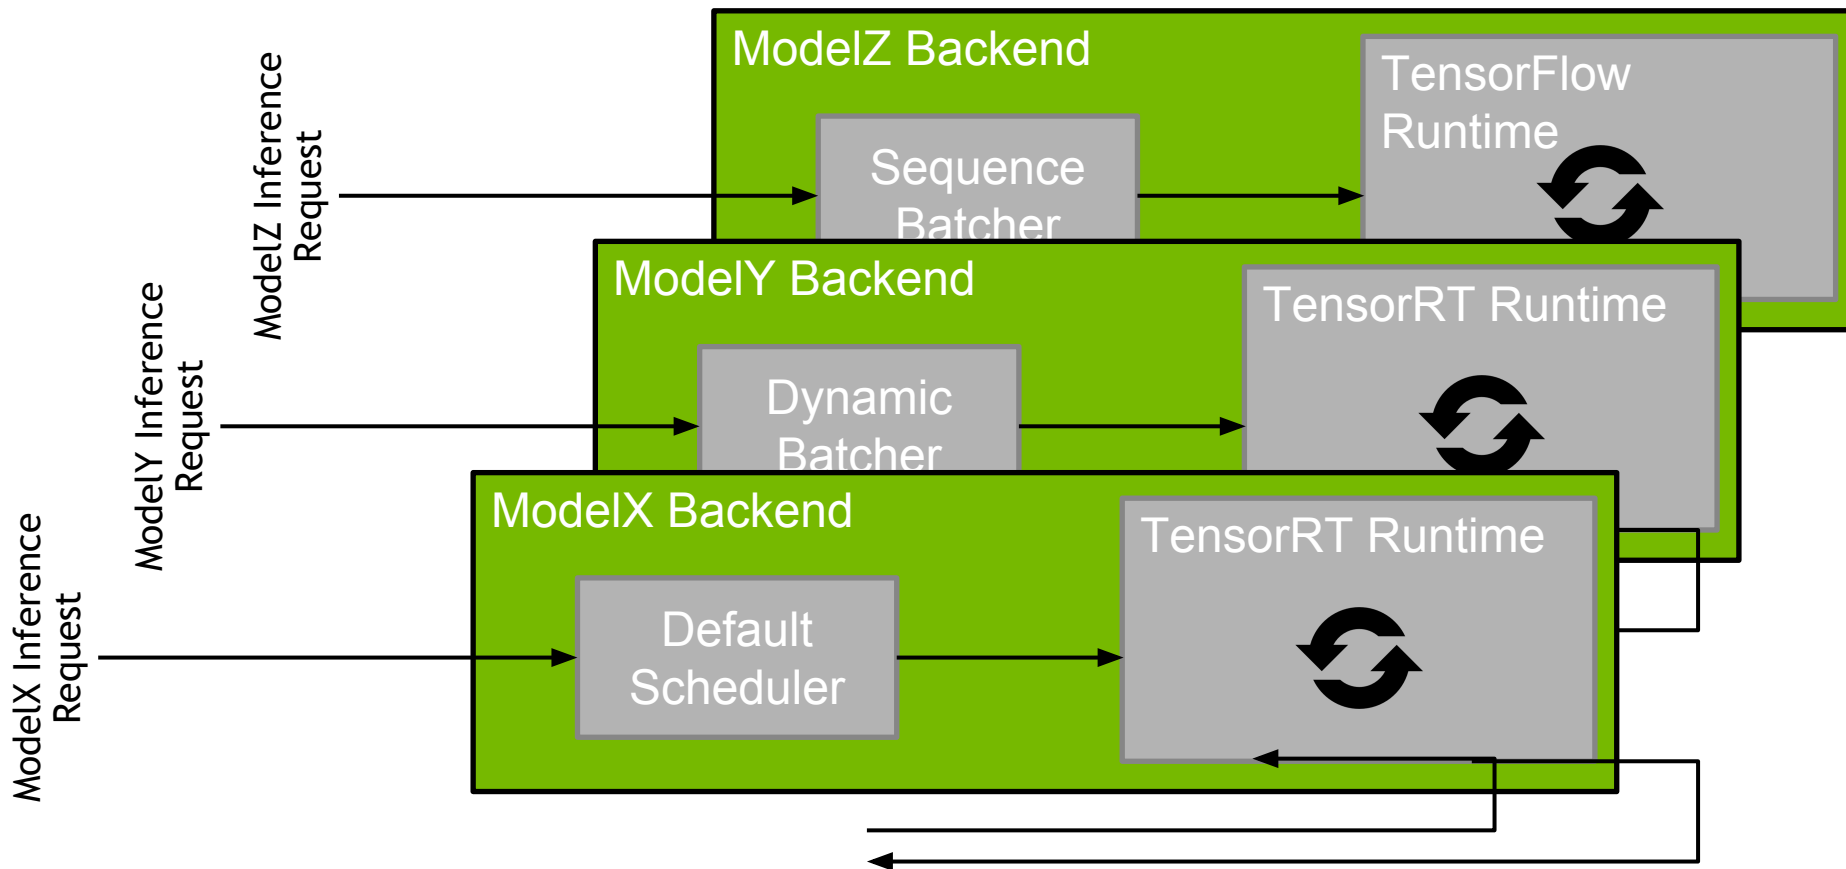 ModelZ Backend
TensorFlow
Runtime
Sequence
Batcher
ModelZ Inference
Request
ModelY Backend
TensorRT Runtime
Dynamic
Batcher
ModelY Inference
Request
ModelX Backend
TensorRT Runtime
Default
Scheduler
ModelX Inference
Request